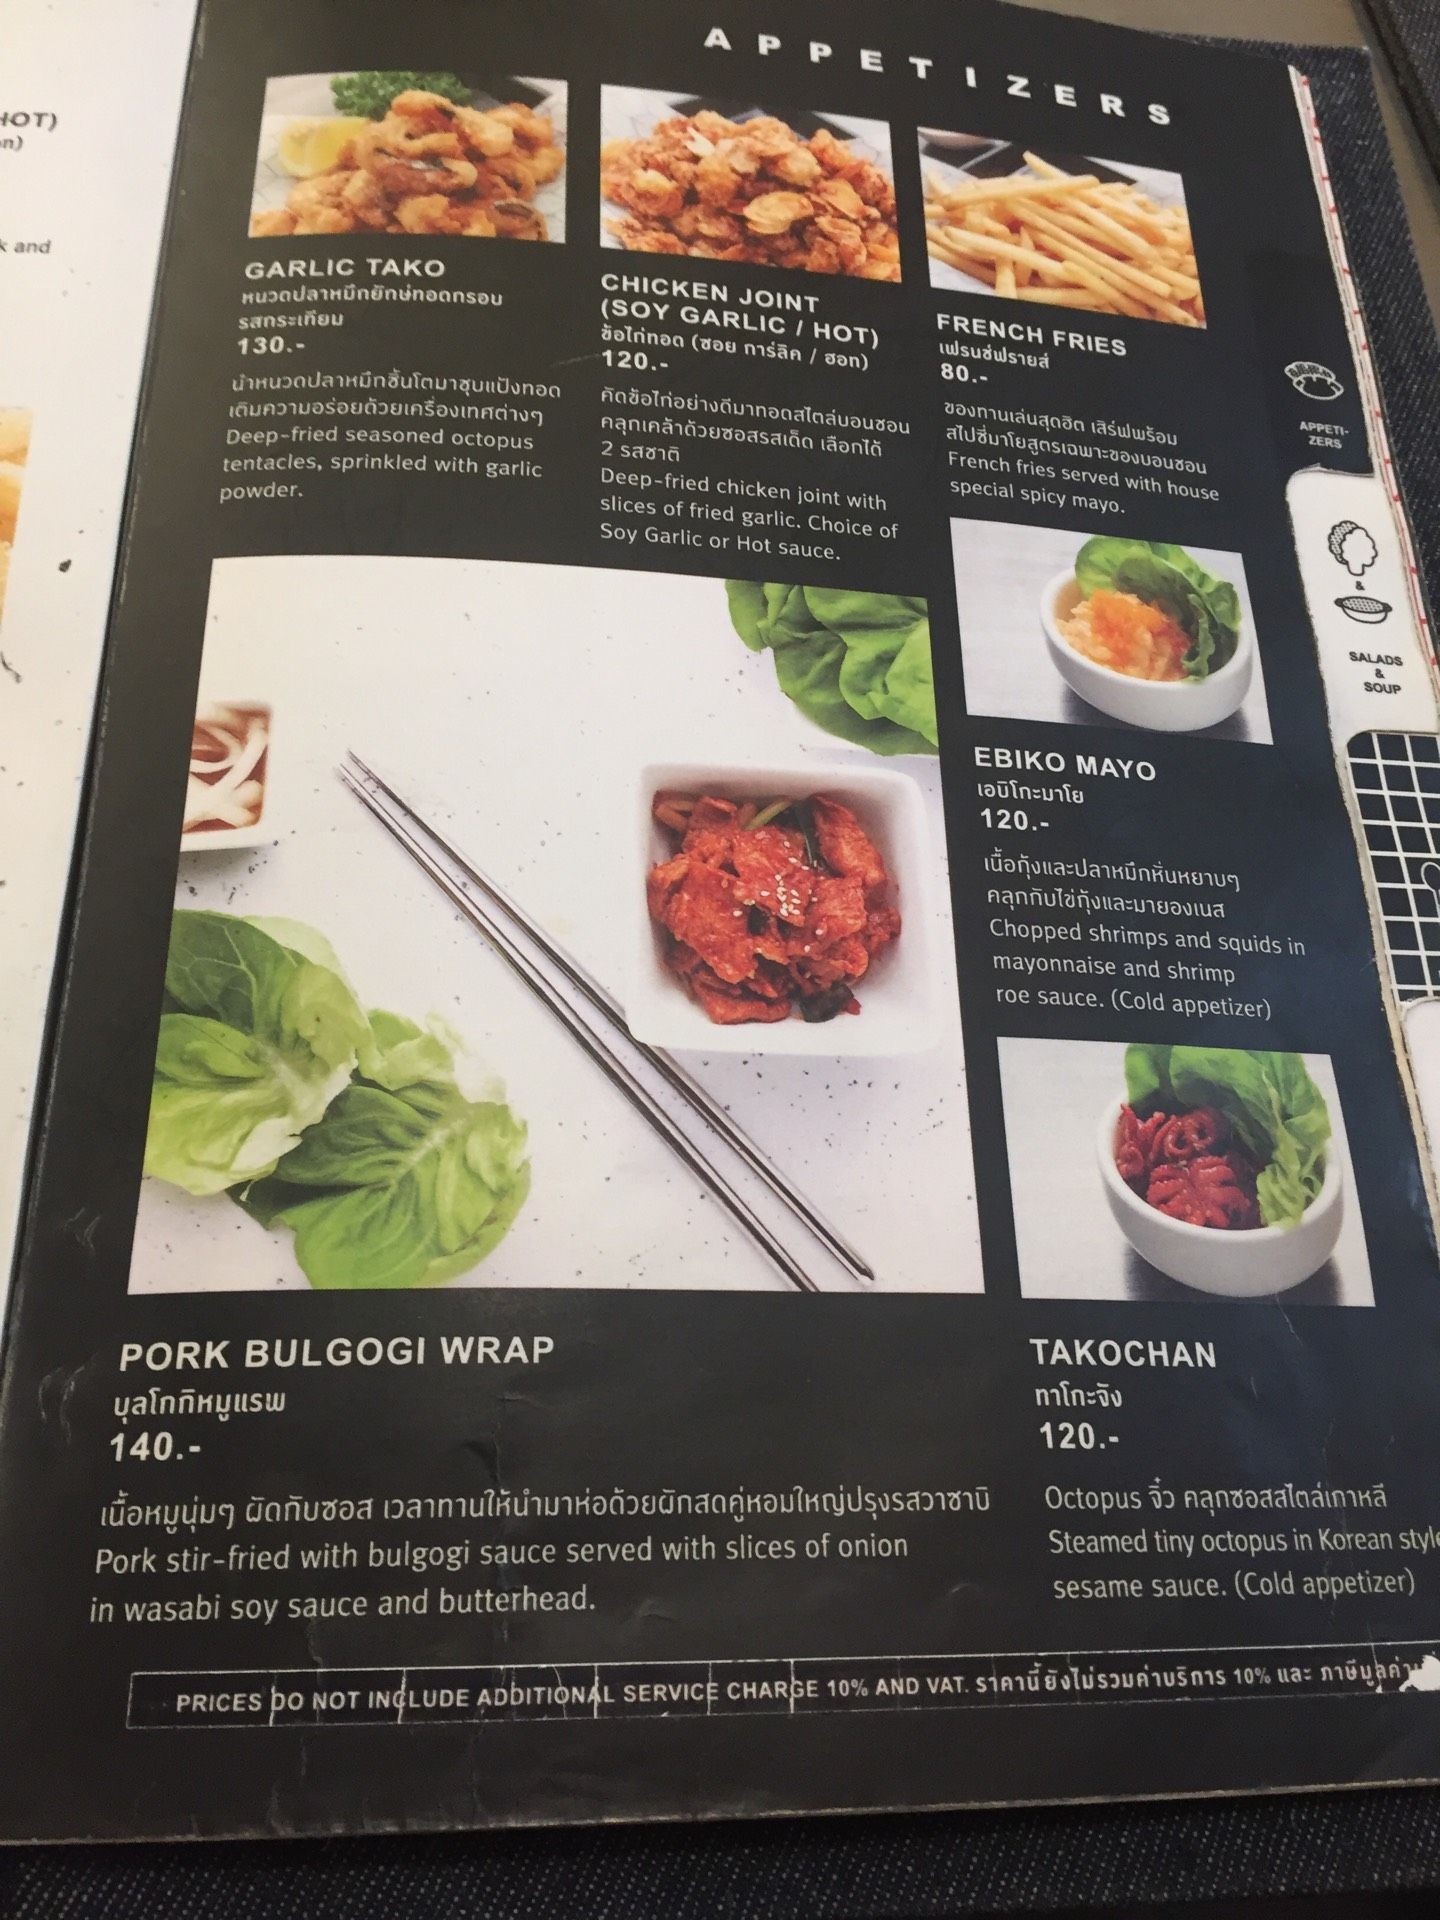 HOT)
k and
APPETIZERS
GARLIC TAKO
หนวดปลาหมึกยักษ์ทอดกรอบ
รสกระเทียม
130.-
นำหนวดปลาหมึกชิ้นโตมาชุบแป้งทอด
เติมความอร่อยด้วยเครื่องเทศต่างๆ
Deep-fried seasoned octopus
tentacles, sprinkled with garlic
powder.
CHICKEN JOINT
(SOY GARLIC / HOT)
ข้อไก่ทอด (ซอย การ์ลิค / ฮอท)
120.-
คัดข้อไก่อย่างดีมาทอดสไตล์บอนชอน
คลุกเคล้าด้วยซอสรสเด็ด เลือกได้
2 รสชาติ
Deep-fried chicken joint with
slices of fried garlic. Choice of
Soy Garlic or Hot sauce.
FRENCH FRIES
เฟรนช์ฟรายส์
80.-
ของทานเล่นสุดฮิต เสิร์ฟพร้อม
สไปซี่มาโยสูตรเฉพาะของบอนชอน
French fries served with house
special spicy mayo.
APPETI-
ZERS
&
SALADS
&
SOUP
EBIKO MAYO
เอบิโกะมาโย
120.-
เนื้อกุ้งและปลาหมึกหั่นหยาบๆ
คลุกกับไข่กุ้งและมายองเนส
Chopped shrimps and squids in
mayonnaise and shrimp
roe sauce. (Cold appetizer)
PORK BULGOGI WRAP
บุลโกกิหมูแรพ
140.-
เนื้อหมูนุ่มๆ ผัดกับซอส เวลาทานให้นำมาห่อด้วยผักสดคู่หอมใหญ่ปรุงรสวาซาบิ
Pork stir-fried with bulgogi sauce served with slices of onion
in wasabi soy sauce and butterhead.
TAKOCHAN
ทาโกะจัง
120.-
Octopus จิ๋ว คลุกซอสสไตล์เกาหลี
Steamed tiny octopus in Korean style
sesame sauce. (Cold appetizer)
PRICES DO NOT INCLUDE ADDITIONAL SERVICE CHARGE 10% AND VAT. ราคานี้ยังไม่รวมค่าบริการ 10% และ ภาษีมูลค่า